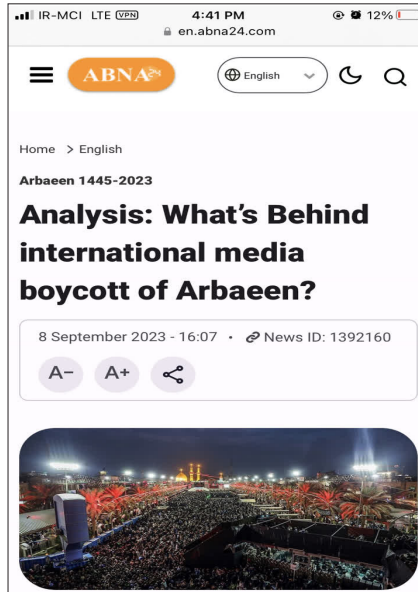 IR-MCI LTE VPN 4:41 PM 12%
en.abna24.com
ABNA24 English
Home > English
Arbaeen 1445-2023
Analysis: What's Behind
international media
boycott of Arbaeen?
8 September 2023 - 16:07 · News ID: 1392160
A- A+